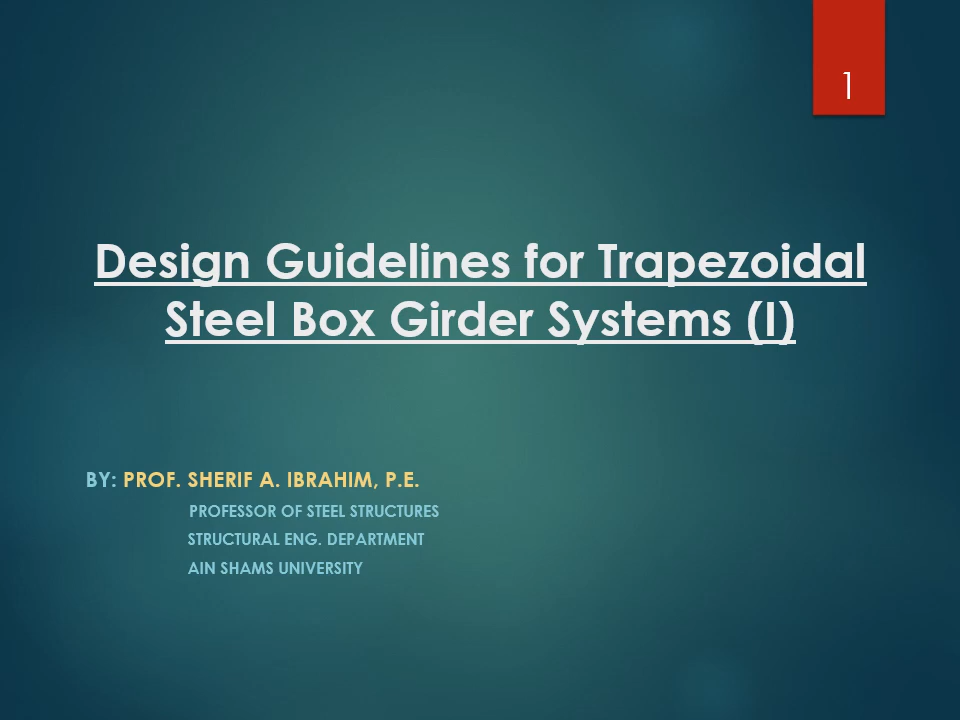 1
Design Guidelines for Trapezoidal
Steel Box Girder Systems (I)
BY: PROF. SHERIF A. IBRAHIM, P.E.
PROFESSOR OF STEEL STRUCTURES
STRUCTURAL ENG. DEPARTMENT
AIN SHAMS UNIVERSITY